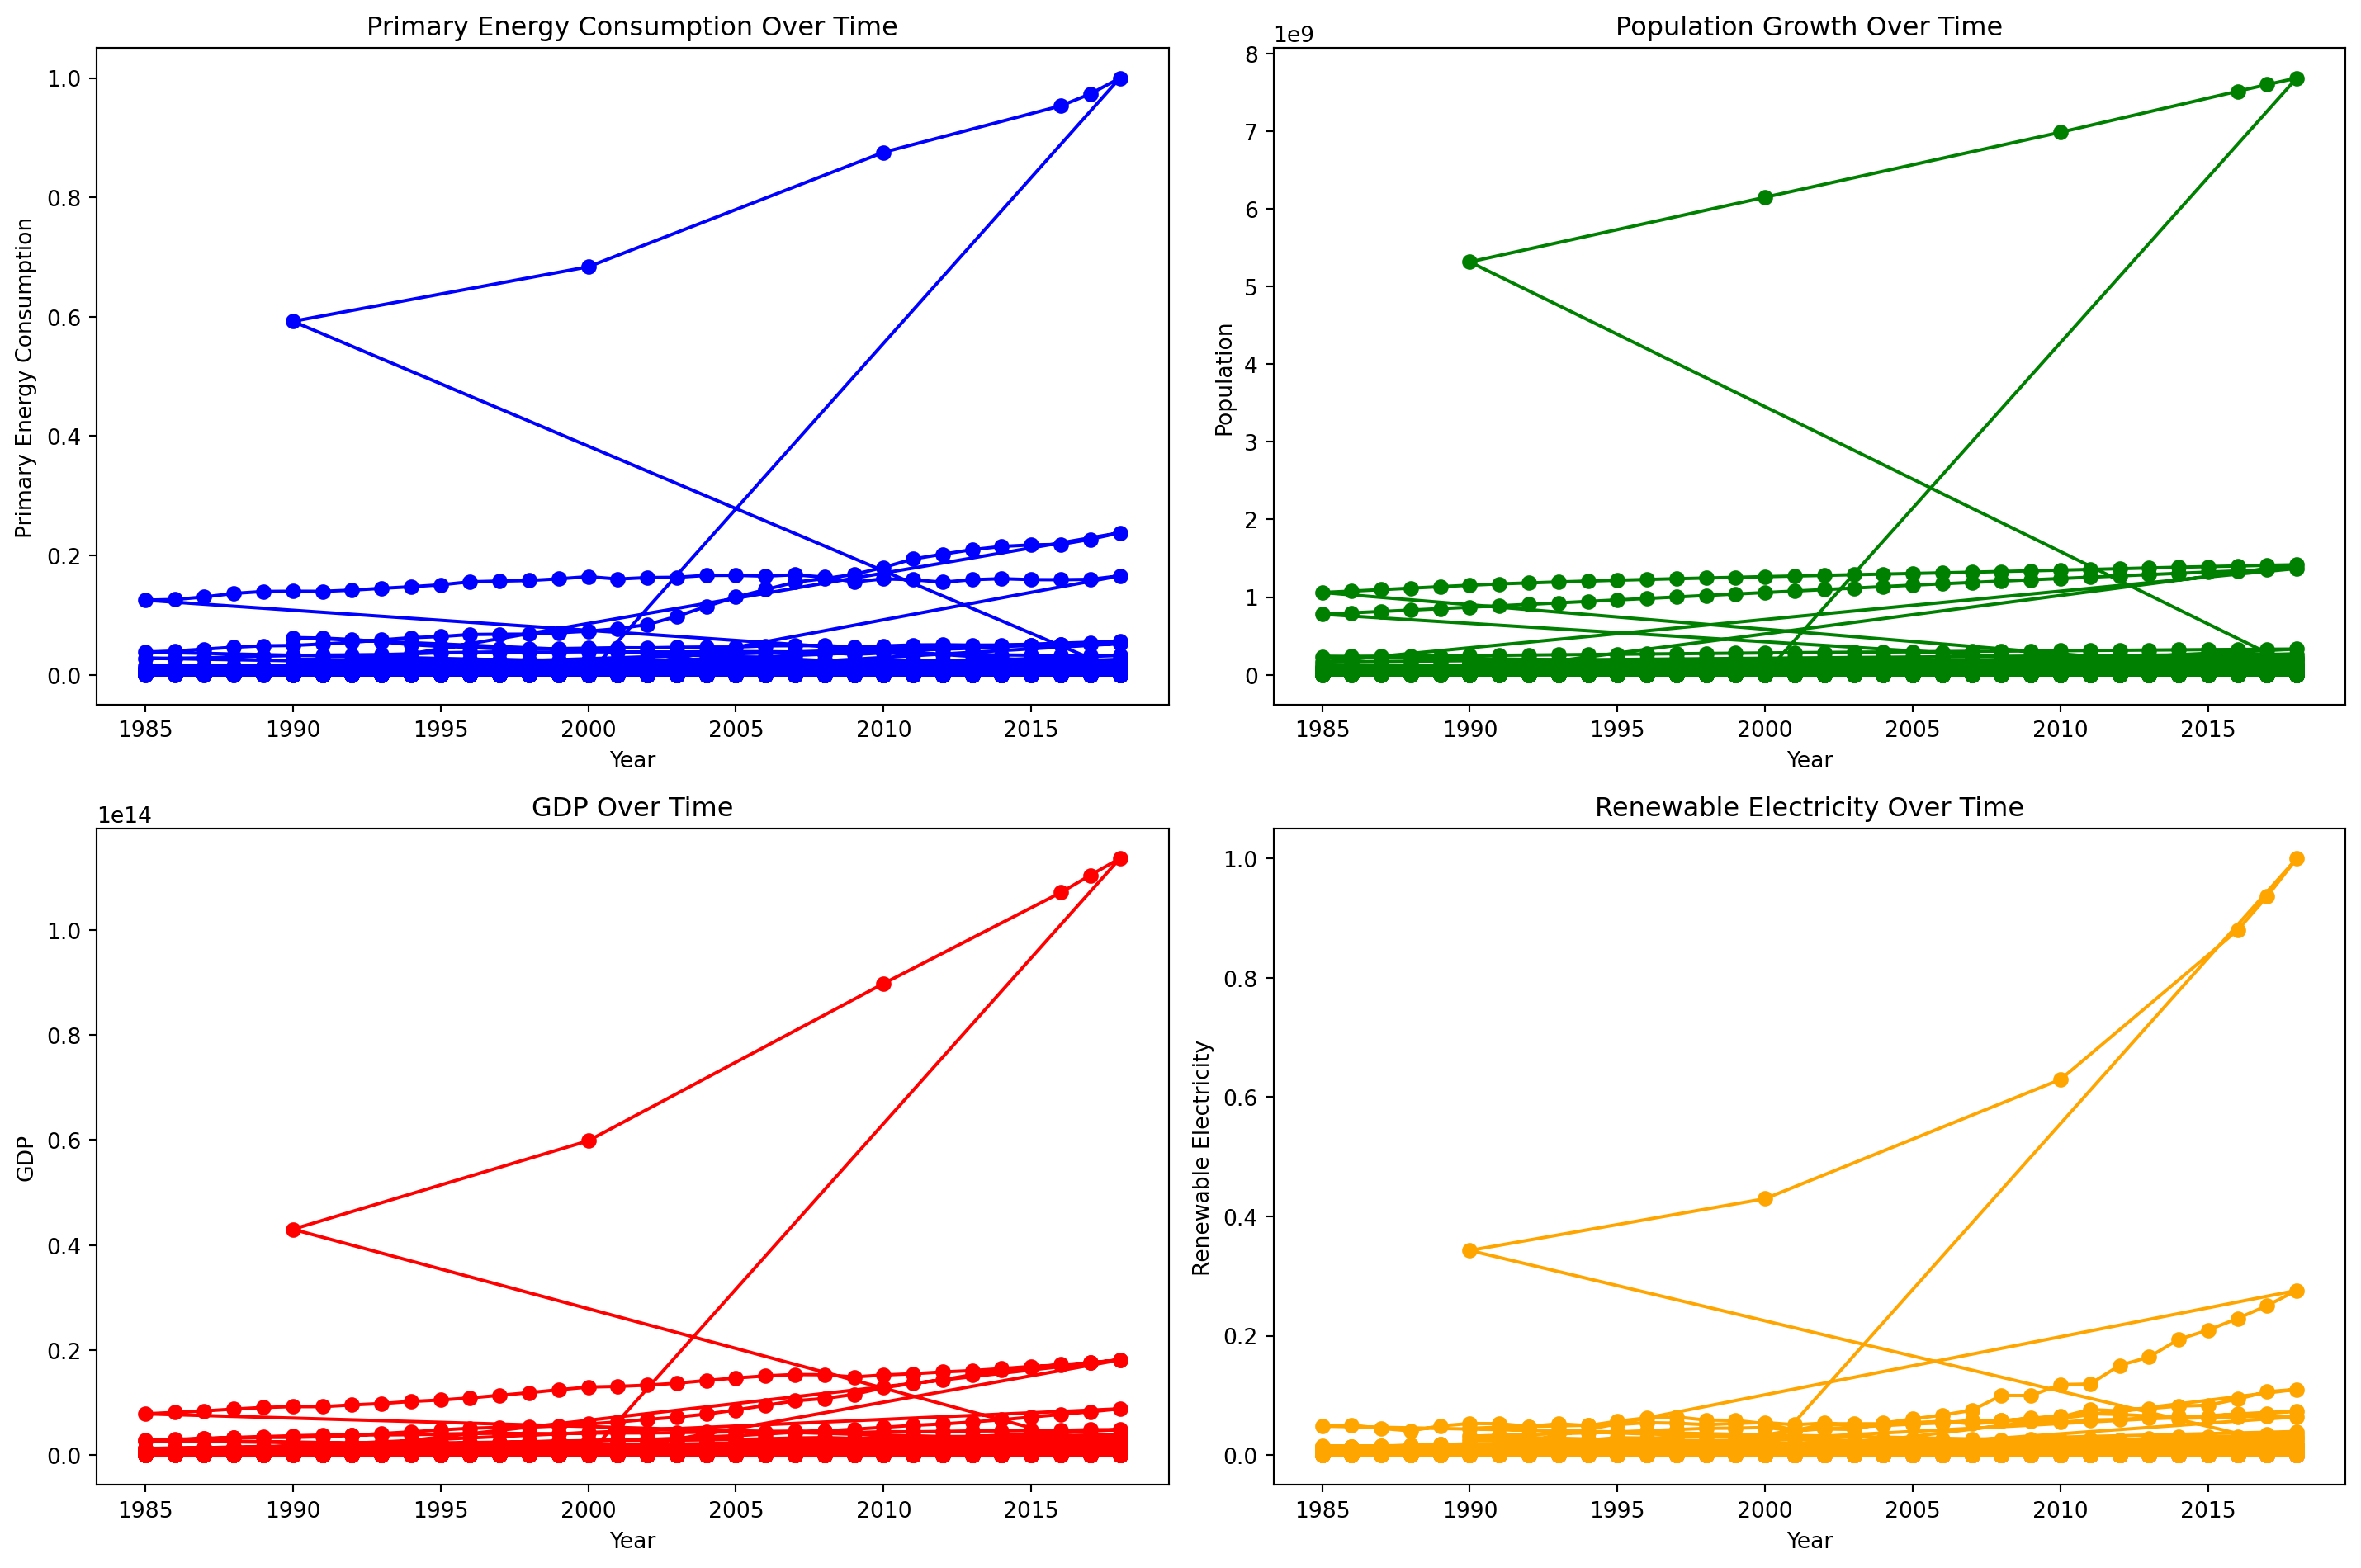 Primary Energy Consumption Over Time
Primary Energy Consumption
1.0
0.8
0.6
0.4
0.2
0.0
1985 1990 1995 2000 2005 2010 2015
Year
Population Growth Over Time
1e9
Population
8
7
6
5
4
3
2
1
0
1985 1990 1995 2000 2005 2010 2015
Year
GDP Over Time
1e14
GDP
1.0
0.8
0.6
0.4
0.2
0.0
1985 1990 1995 2000 2005 2010 2015
Year
Renewable Electricity Over Time
Renewable Electricity
1.0
0.8
0.6
0.4
0.2
0.0
1985 1990 1995 2000 2005 2010 2015
Year